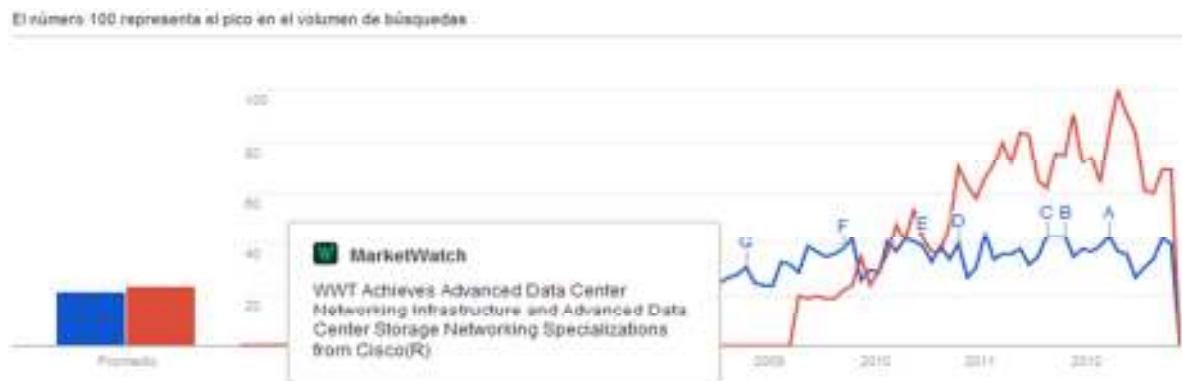 El número 100 representa el pico en el volumen de búsquedas
100
80
60
40
20
F
E
D
C B
A
G
W
MarketWatch
WWT Achieves Advanced Data Center
Networking Infrastructure and Advanced Data
Center Storage Networking Specializations
from Cisco(R)
Promedio
2009
2010
2011
2012